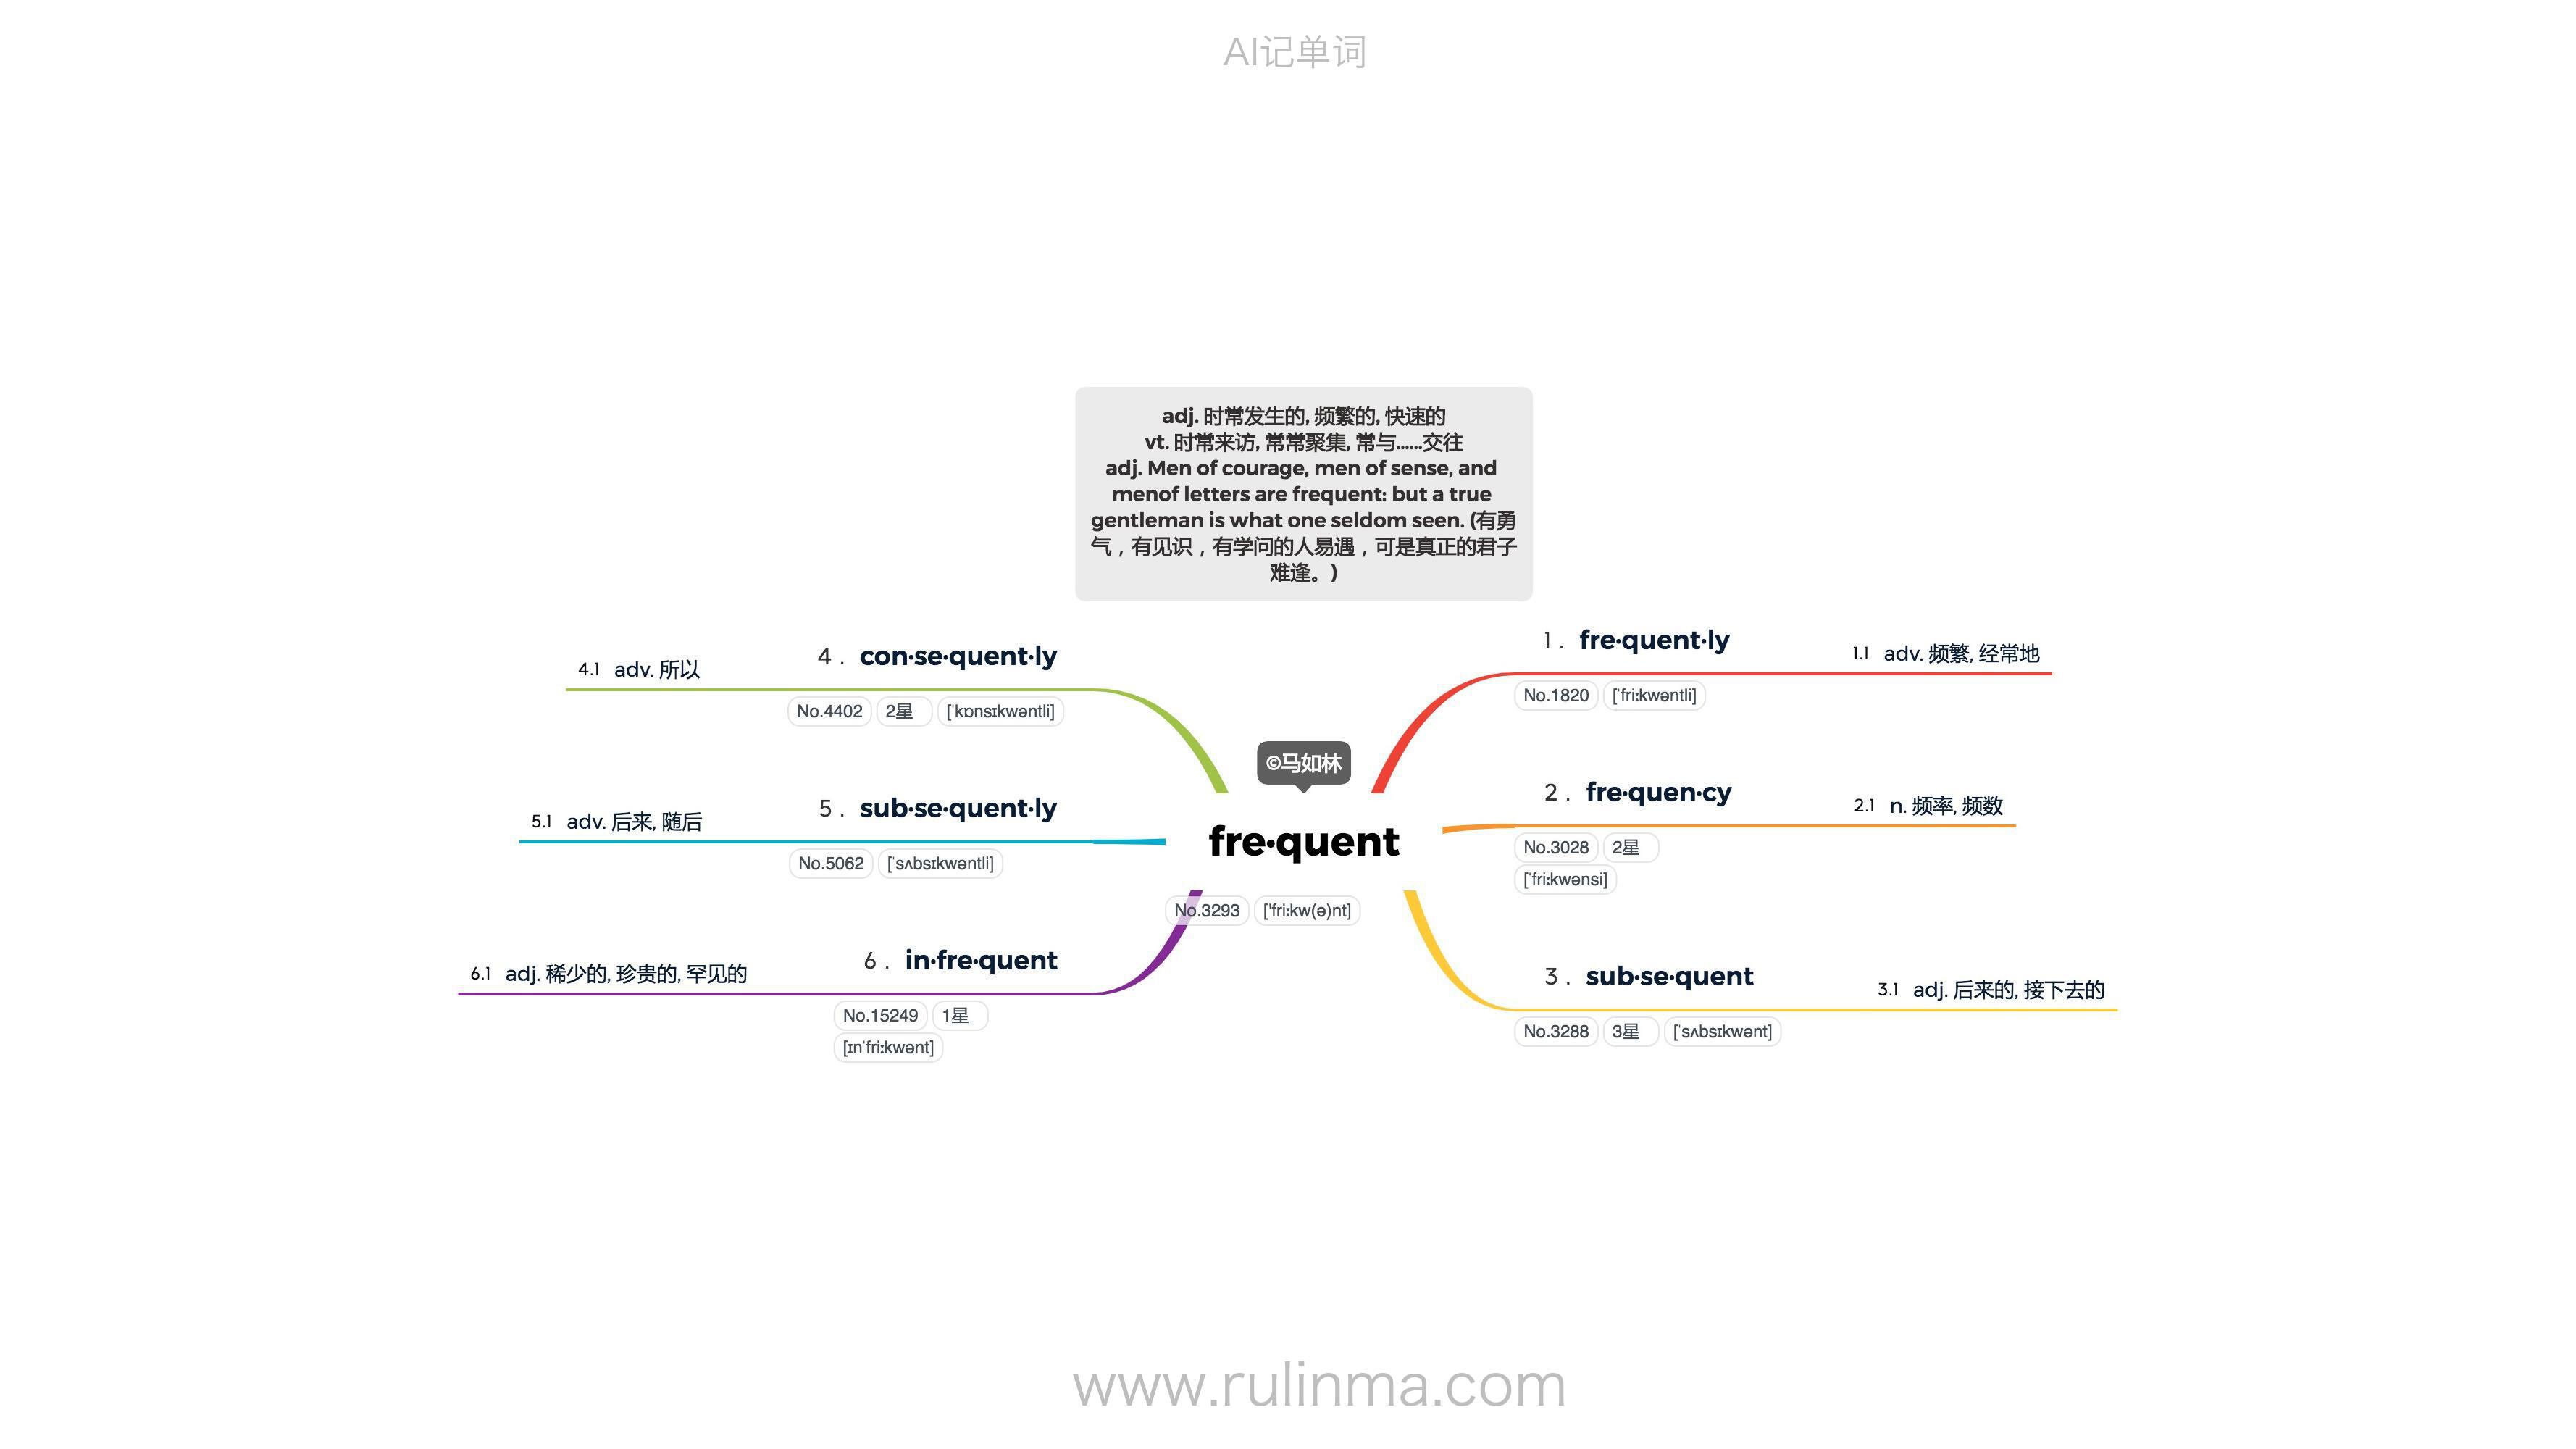 AI记单词
adj. 时常发生的, 频繁的, 快速的
vt. 时常来访, 常常聚集, 常与......交往
adj. Men of courage, men of sense, and
menof letters are frequent: but a true
gentleman is what one seldom seen. (有勇
气，有见识，有学问的人易遇，可是真正的君子
难逢。)
©马如林
fre·quent
No.3293 ['friːkw(ə)nt]
1 . fre·quent·ly
1.1 adv. 频繁, 经常地
No.1820 [ˈfriːkwəntli]
2 . fre·quen·cy
2.1 n. 频率, 频数
No.3028 2星
[ˈfriːkwənsi]
3 . sub·se·quent
3.1 adj. 后来的, 接下去的
No.3288 3星 [ˈsʌbsɪkwənt]
4 . con·se·quent·ly
4.1 adv. 所以
No.4402 2星 [ˈkɒnsɪkwəntli]
5 . sub·se·quent·ly
5.1 adv. 后来, 随后
No.5062 [ˈsʌbsɪkwəntli]
6 . in·fre·quent
6.1 adj. 稀少的, 珍贵的, 罕见的
No.15249 1星
[ɪnˈfriːkwənt]
www.rulinma.com